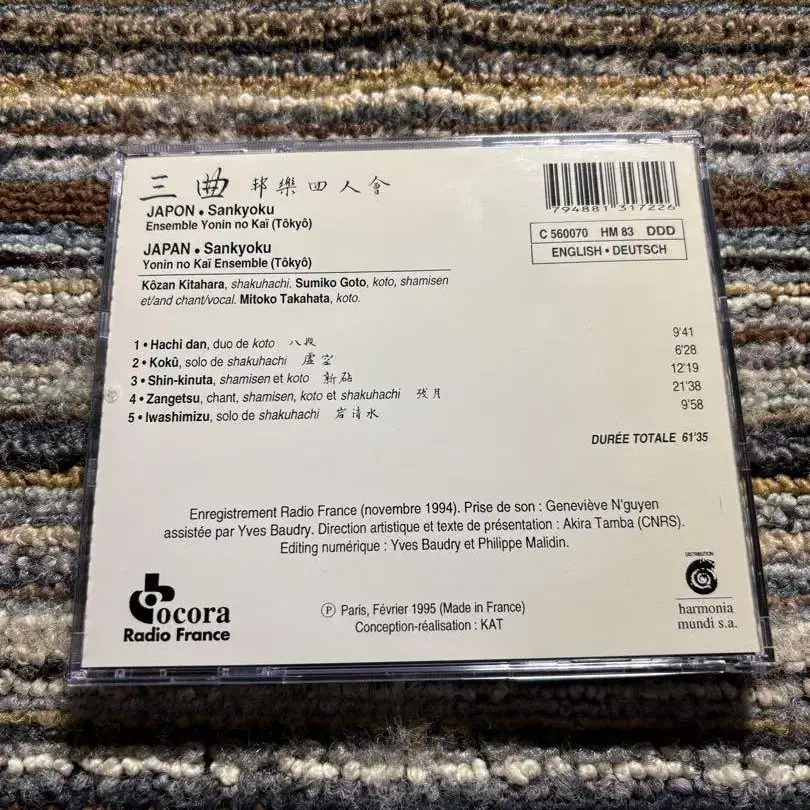 三曲 邦樂四人會
JAPON • Sankyoku
Ensemble Yonin no Kaï (Tôkyô)
JAPAN • Sankyoku
Yonin no Kaï Ensemble (Tôkyô)
Kôzan Kitahara, shakuhachi. Sumiko Goto, koto, shamisen
et/and chant/vocal. Mitoko Takahata, koto.
794881 317226
C 560070 HM 83 DDD
ENGLISH • DEUTSCH
1 • Hachi dan, duo de koto 八段 9'41
2 • Kokû, solo de shakuhachi 虚空 6'28
3 • Shin-kinuta, shamisen et koto 新砧 12'19
4 • Zangetsu, chant, shamisen, koto et shakuhachi 残月 21'38
5 • Iwashimizu, solo de shakuhachi 岩清水 9'58
DURÉE TOTALE 61'35
Enregistrement Radio France (novembre 1994). Prise de son : Geneviève N'guyen
assistée par Yves Baudry. Direction artistique et texte de présentation : Akira Tamba (CNRS).
Editing numérique : Yves Baudry et Philippe Malidin.
ocora
Radio France
℗ Paris, Février 1995 (Made in France)
Conception-réalisation : KAT
DISTRIBUTION
harmonia
mundi s.a.